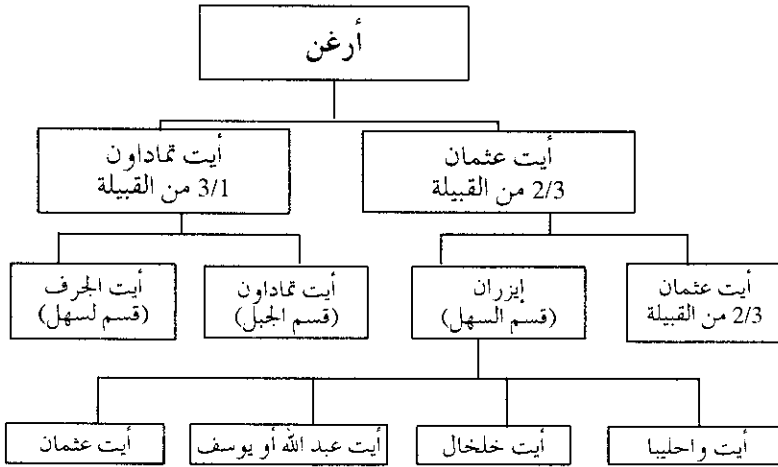 أرغن
أيت عثمان
2/3 من القبيلة
أيت تماداون
3/1 من القبيلة
أيت عثمان
2/3 من القبيلة
إيزران
(قسم السهل)
أيت تماداون
(قسم الجبل)
أيت الجرف
(قسم لسهل)
أيت واحليبا
أيت خلخال
أيت عبد الله أو يوسف
أيت عثمان